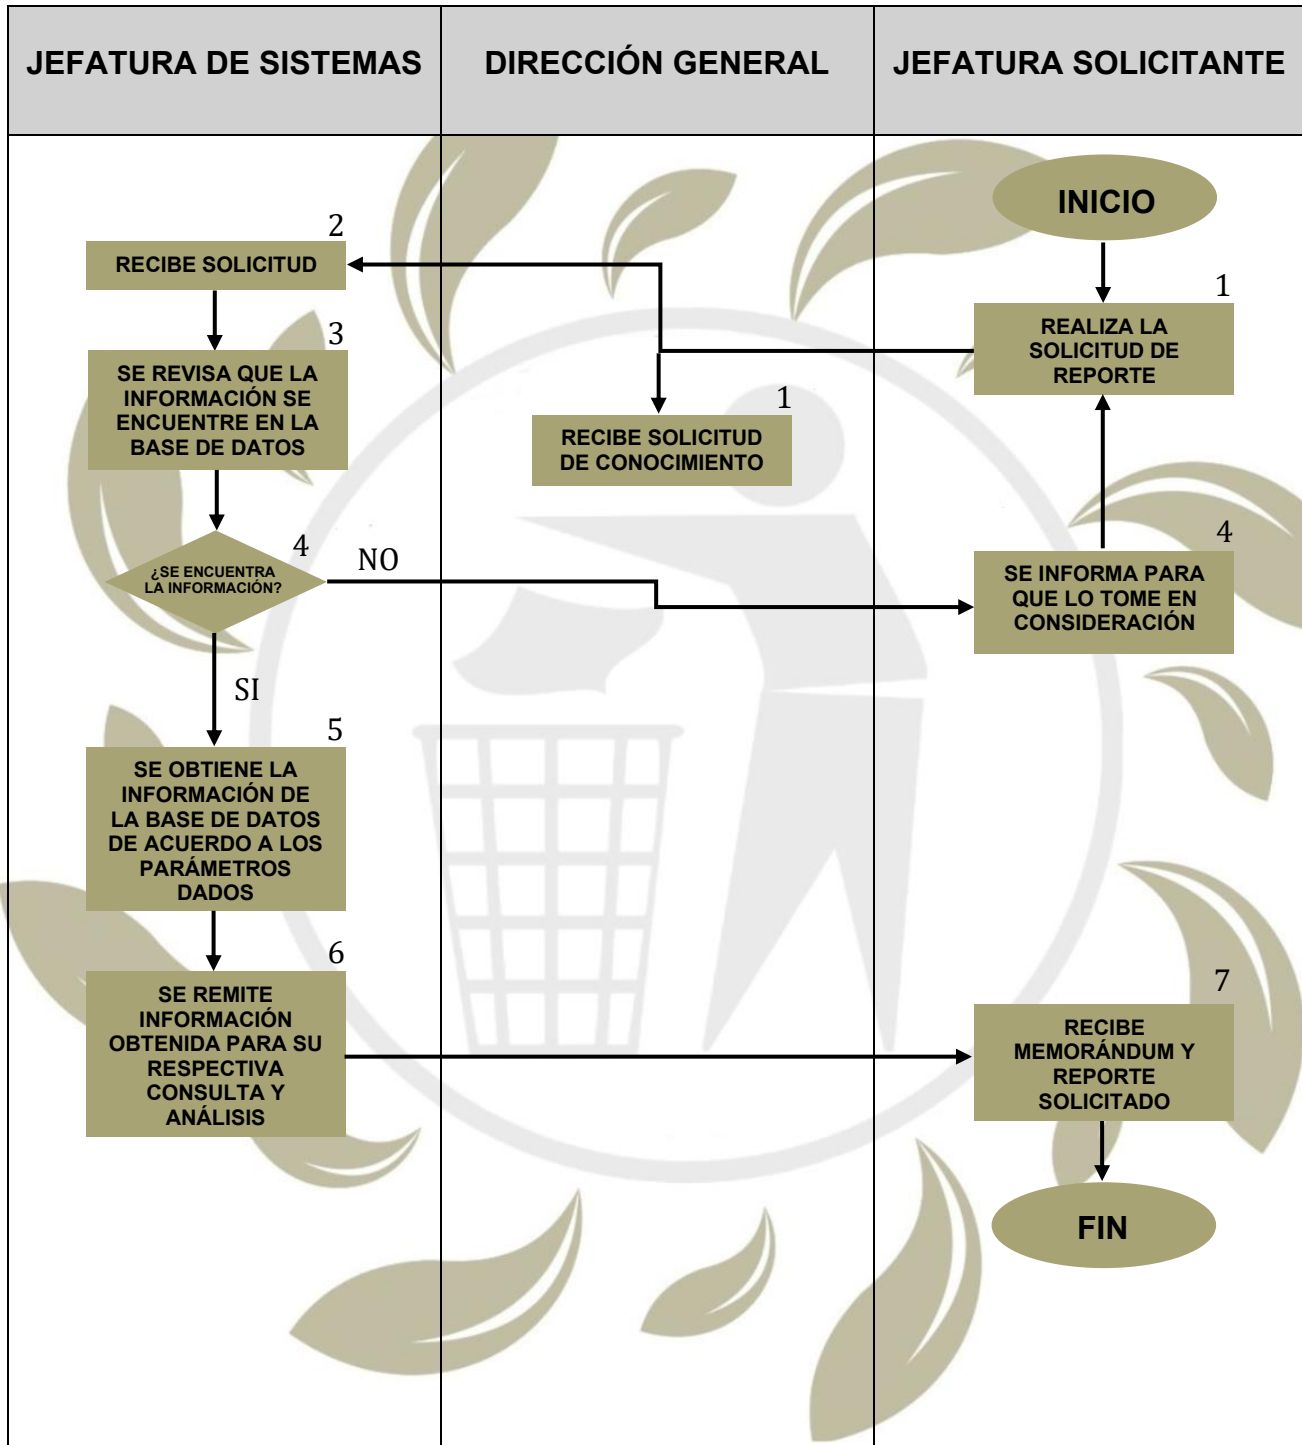 JEFATURA DE SISTEMAS
DIRECCIÓN GENERAL
JEFATURA SOLICITANTE
INICIO
2
RECIBE SOLICITUD
1
REALIZA LA
SOLICITUD DE
REPORTE
3
SE REVISA QUE LA
INFORMACIÓN SE
ENCUENTRE EN LA
BASE DE DATOS
1
RECIBE SOLICITUD
DE CONOCIMIENTO
4
¿SE ENCUENTRA
LA INFORMACIÓN?
NO
4
SE INFORMA PARA
QUE LO TOME EN
CONSIDERACIÓN
SI
5
SE OBTIENE LA
INFORMACIÓN DE
LA BASE DE DATOS
DE ACUERDO A LOS
PARÁMETROS
DADOS
6
SE REMITE
INFORMACIÓN
OBTENIDA PARA SU
RESPECTIVA
CONSULTA Y
ANÁLISIS
7
RECIBE
MEMORÁNDUM Y
REPORTE
SOLICITADO
FIN